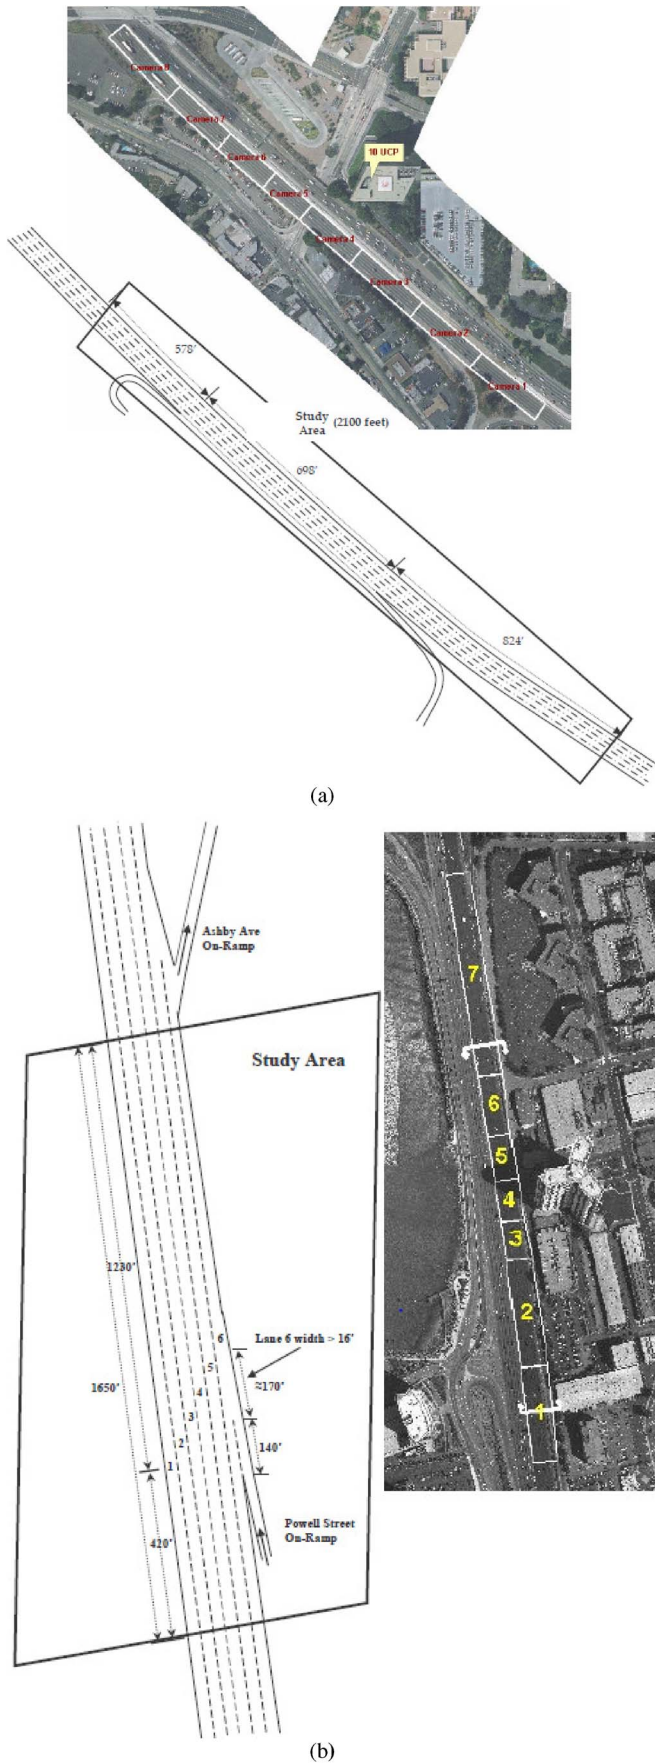 Camera 8
Camera 7
Camera 6
10 UCP
Camera 5
Camera 4
Camera 3
Camera 2
Camera 1
578'
Study
Area (2100 feet)
698'
824'
(a)
Ashby Ave
On-Ramp
Study Area
7
6
5
4
3
2
1
1230'
6
Lane 6 width > 16'
5
≈170'
4
1650'
3
2
140'
1
Powell Street
On-Ramp
420'
(b)